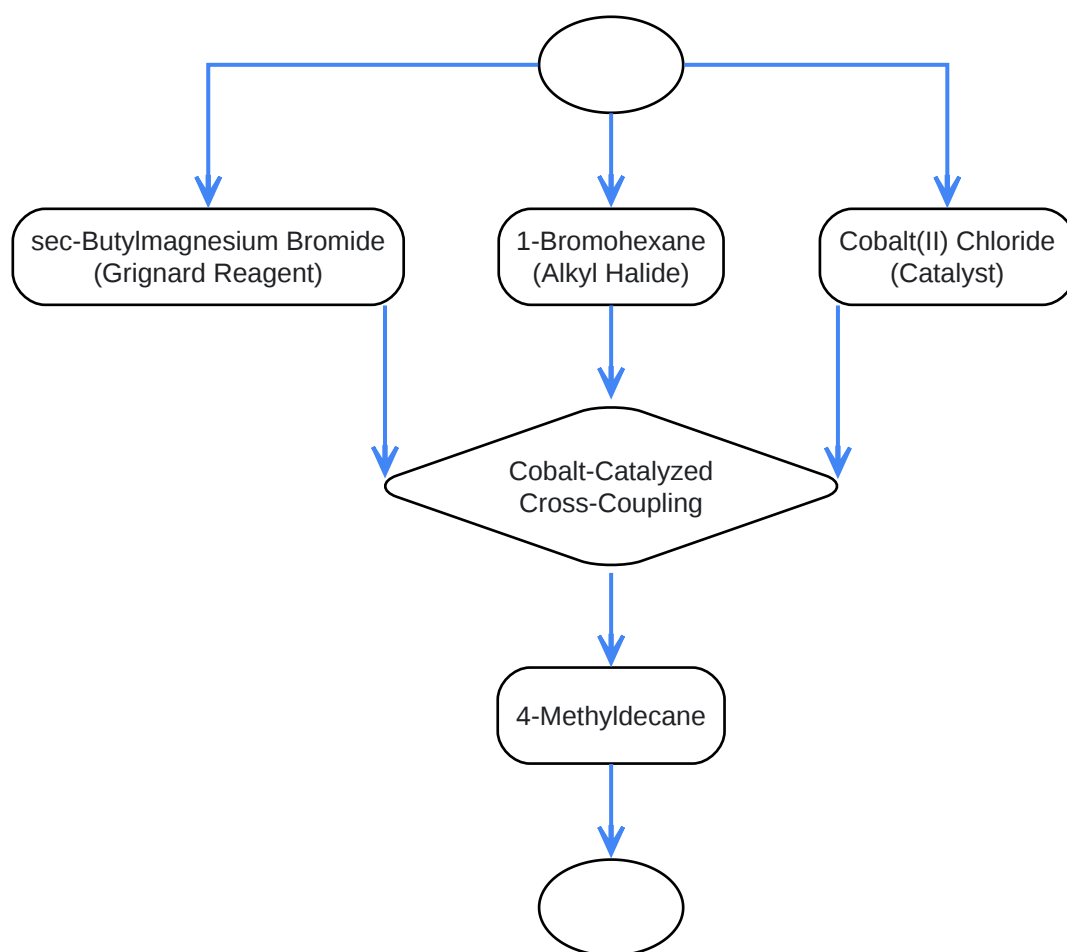 sec-Butylmagnesium Bromide
(Grignard Reagent)
1-Bromohexane
(Alkyl Halide)
Cobalt(II) Chloride
(Catalyst)
Cobalt-Catalyzed
Cross-Coupling
4-Methyldecane